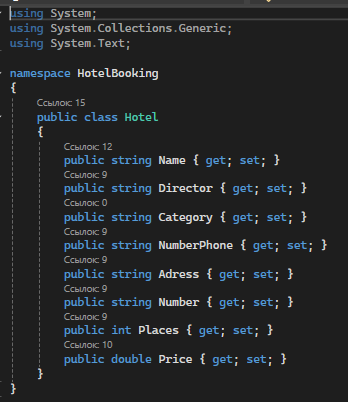 using System;
using System.Collections.Generic;
using System.Text;
namespace HotelBooking
{
Ссылок: 15
public class Hotel
{
Ссылок: 12
public string Name { get; set; }
Ссылок: 9
public string Director { get; set; }
Ссылок: 0
public string Category { get; set; }
Ссылок: 9
public string NumberPhone { get; set; }
Ссылок: 9
public string Adress { get; set; }
Ссылок: 9
public string Number { get; set; }
Ссылок: 9
public int Places { get; set; }
Ссылок: 10
public double Price { get; set; }
}
}